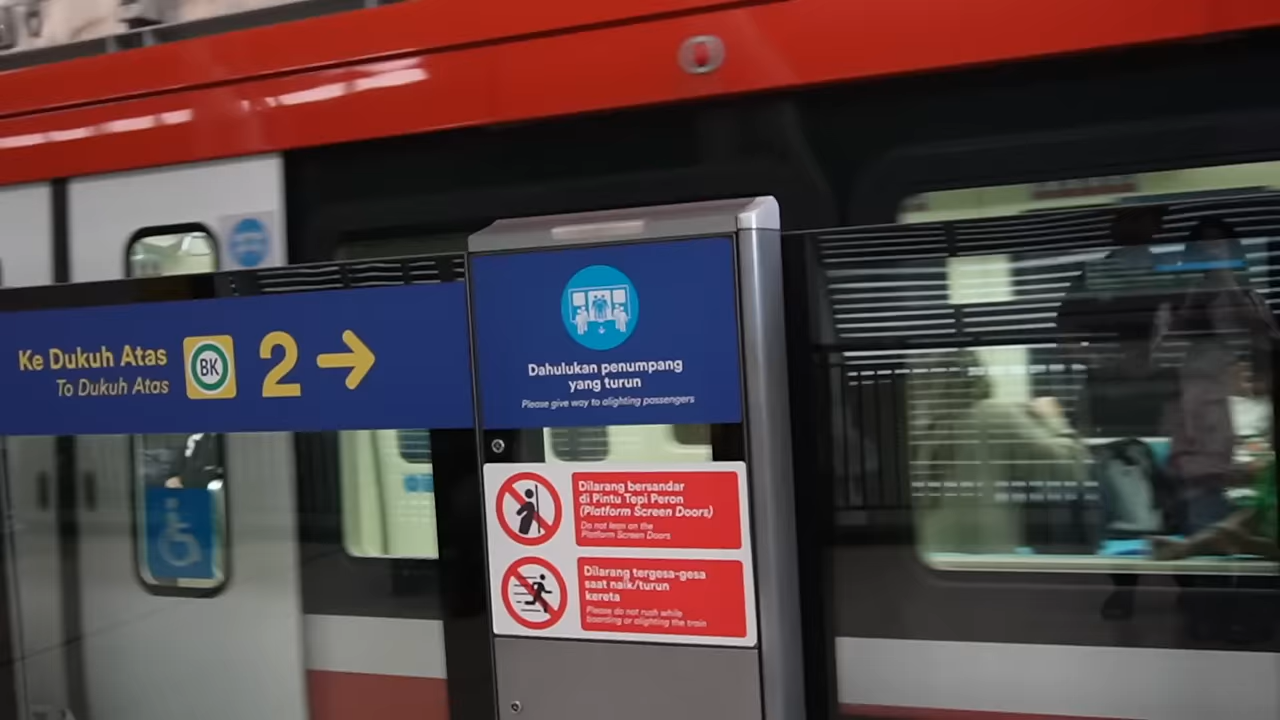 Ke Dukuh Atas
To Dukuh Atas
BK
2
Dahulukan penumpang
yang turun
Please give way to alighting passengers
Dilarang bersandar
di Pintu Tepi Peron
(Platform Screen Doors)
Do not lean on the
Platform Screen Doors
Dilarang tergesa-gesa
saat naik/turun
kereta
Please do not rush while
boarding or alighting the train